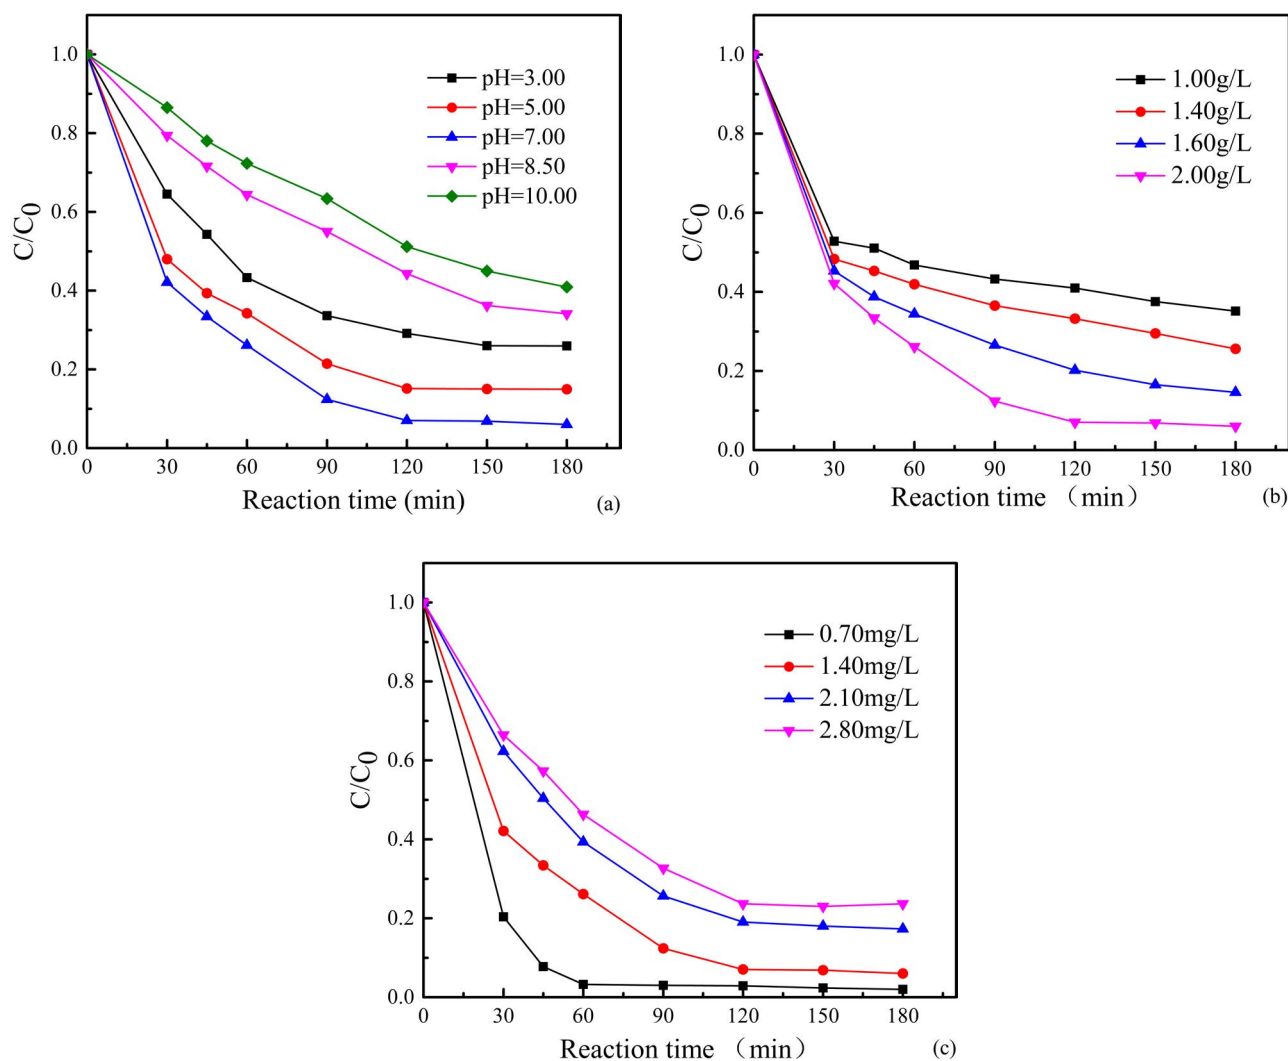 1.0
0.8
0.6
0.4
0.2
0.0
C/C0
pH=3.00
pH=5.00
pH=7.00
pH=8.50
pH=10.00
0 30 60 90 120 150 180
Reaction time (min)
(a)
1.0
0.8
0.6
0.4
0.2
0.0
C/C0
1.00g/L
1.40g/L
1.60g/L
2.00g/L
0 30 60 90 120 150 180
Reaction time （min）
(b)
1.0
0.8
0.6
0.4
0.2
0.0
C/C0
0.70mg/L
1.40mg/L
2.10mg/L
2.80mg/L
0 30 60 90 120 150 180
Reaction time （min）
(c)